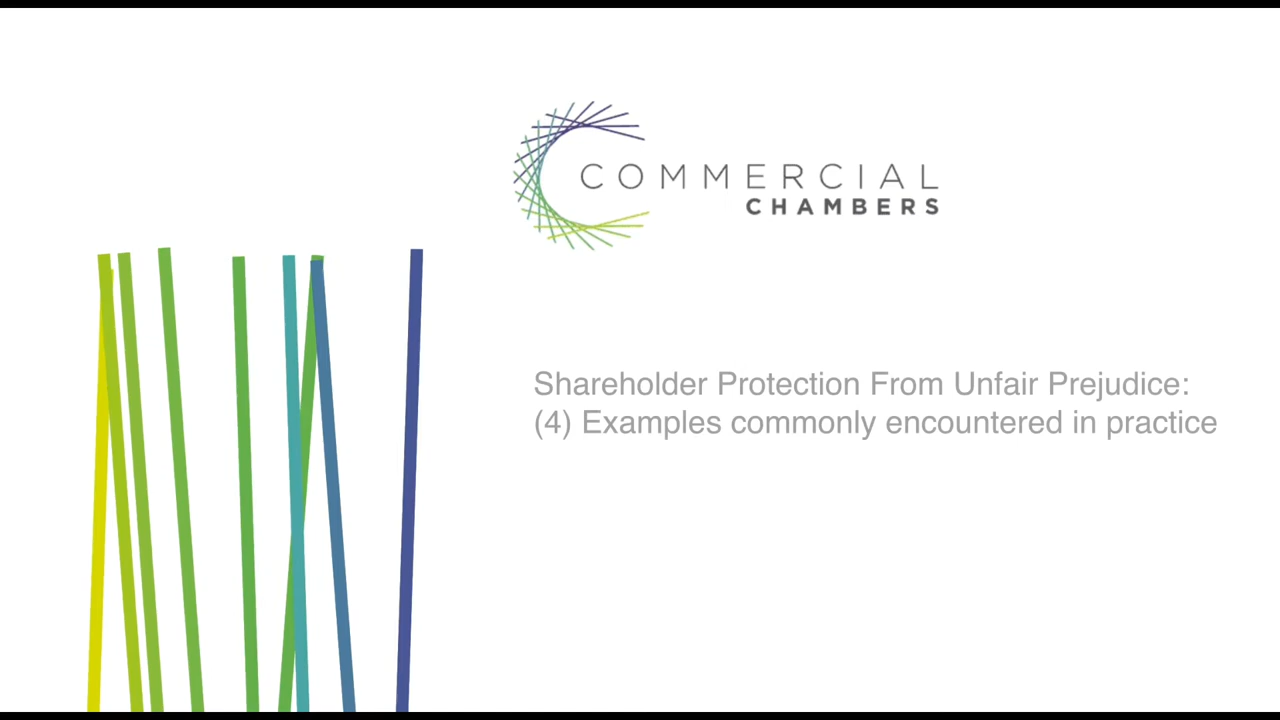 COMMERCIAL
CHAMBERS
Shareholder Protection From Unfair Prejudice:
(4) Examples commonly encountered in practice